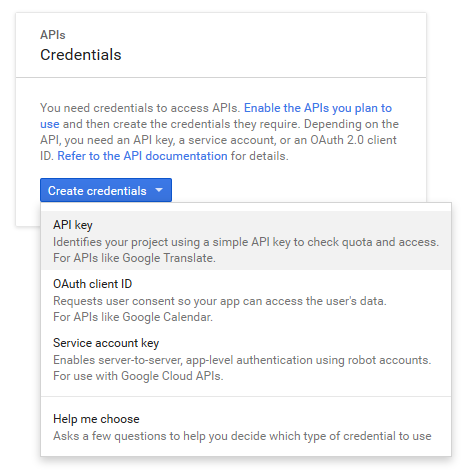 APIs
Credentials
You need credentials to access APIs. Enable the APIs you plan to
use and then create the credentials they require. Depending on the
API, you need an API key, a service account, or an OAuth 2.0 client
ID. Refer to the API documentation for details.
Create credentials
API key
Identifies your project using a simple API key to check quota and access.
For APIs like Google Translate.
OAuth client ID
Requests user consent so your app can access the user's data.
For APIs like Google Calendar.
Service account key
Enables server-to-server, app-level authentication using robot accounts.
For use with Google Cloud APIs.
Help me choose
Asks a few questions to help you decide which type of credential to use